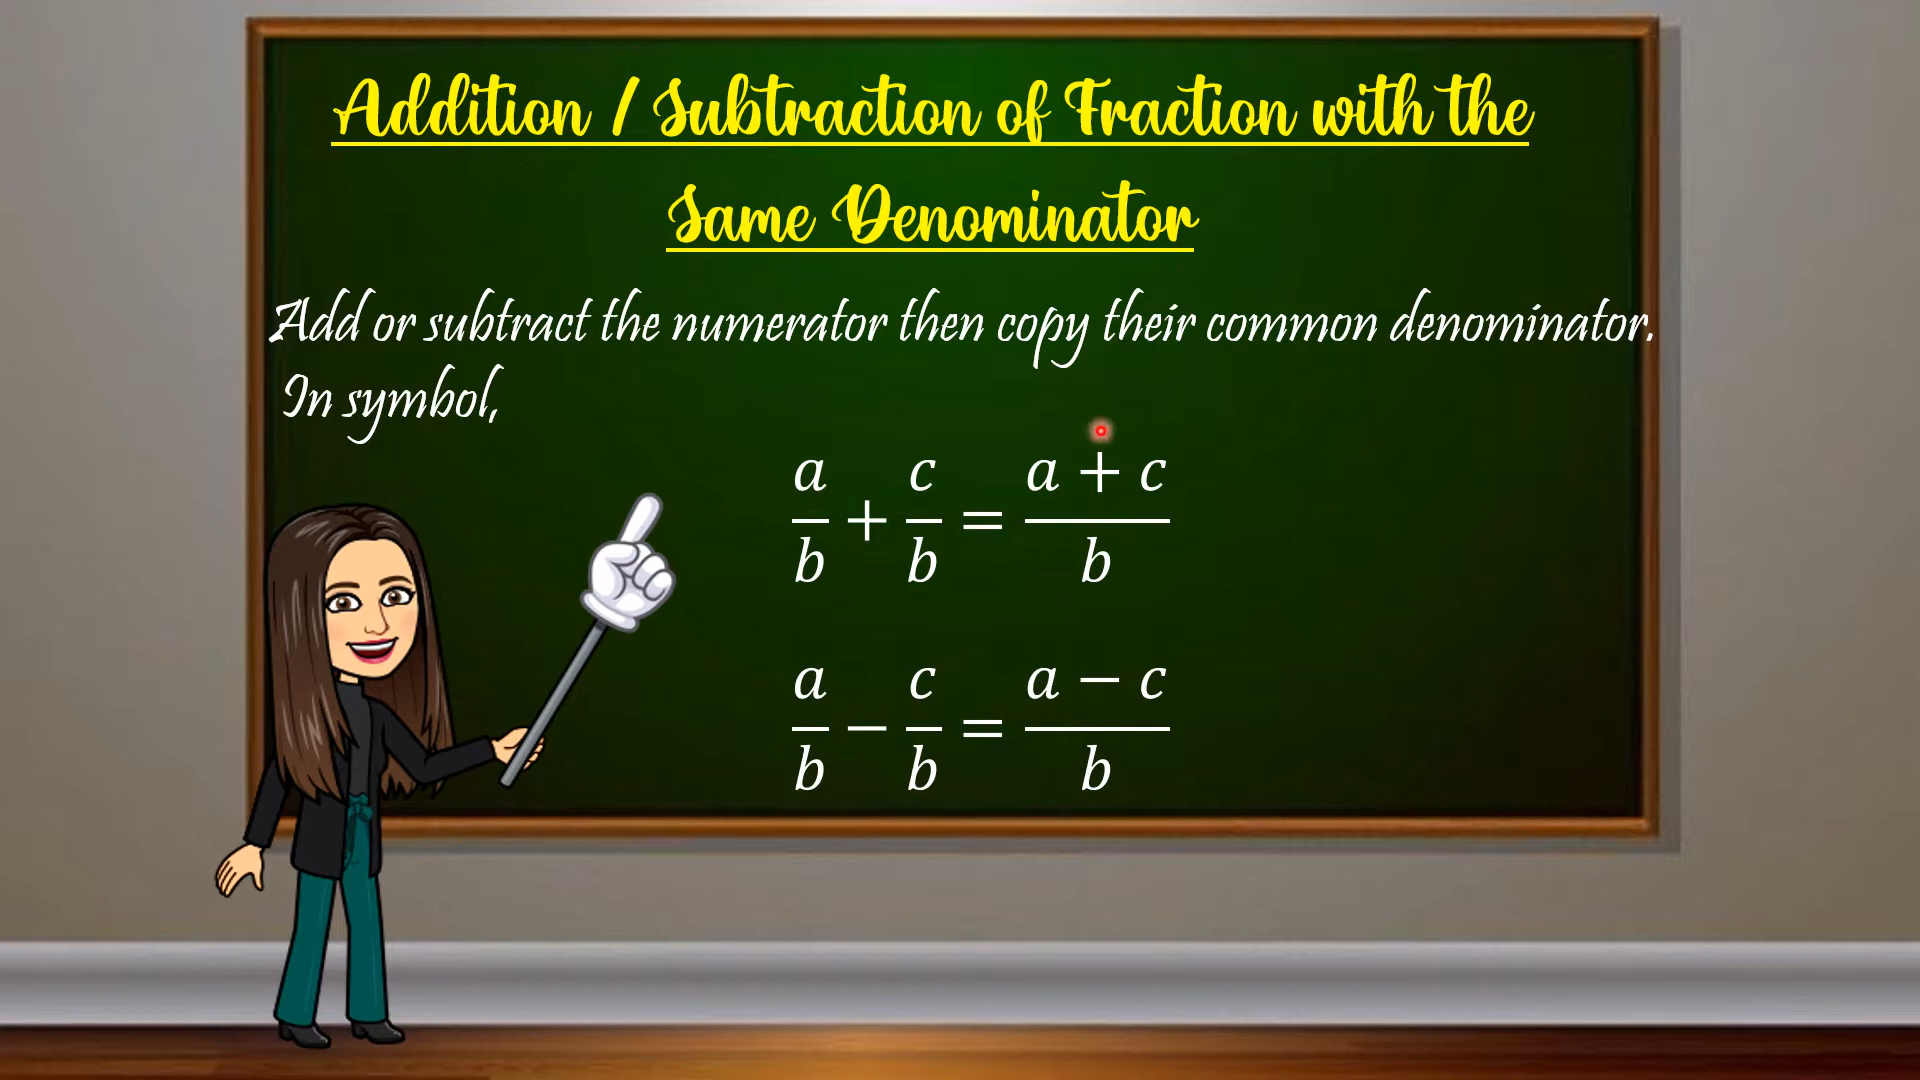 Addition / Subtraction of Fraction with the
Same Denominator
Add or subtract the numerator then copy their common denominator.
In symbol,
a/b + c/b = (a + c)/b
a/b − c/b = (a − c)/b